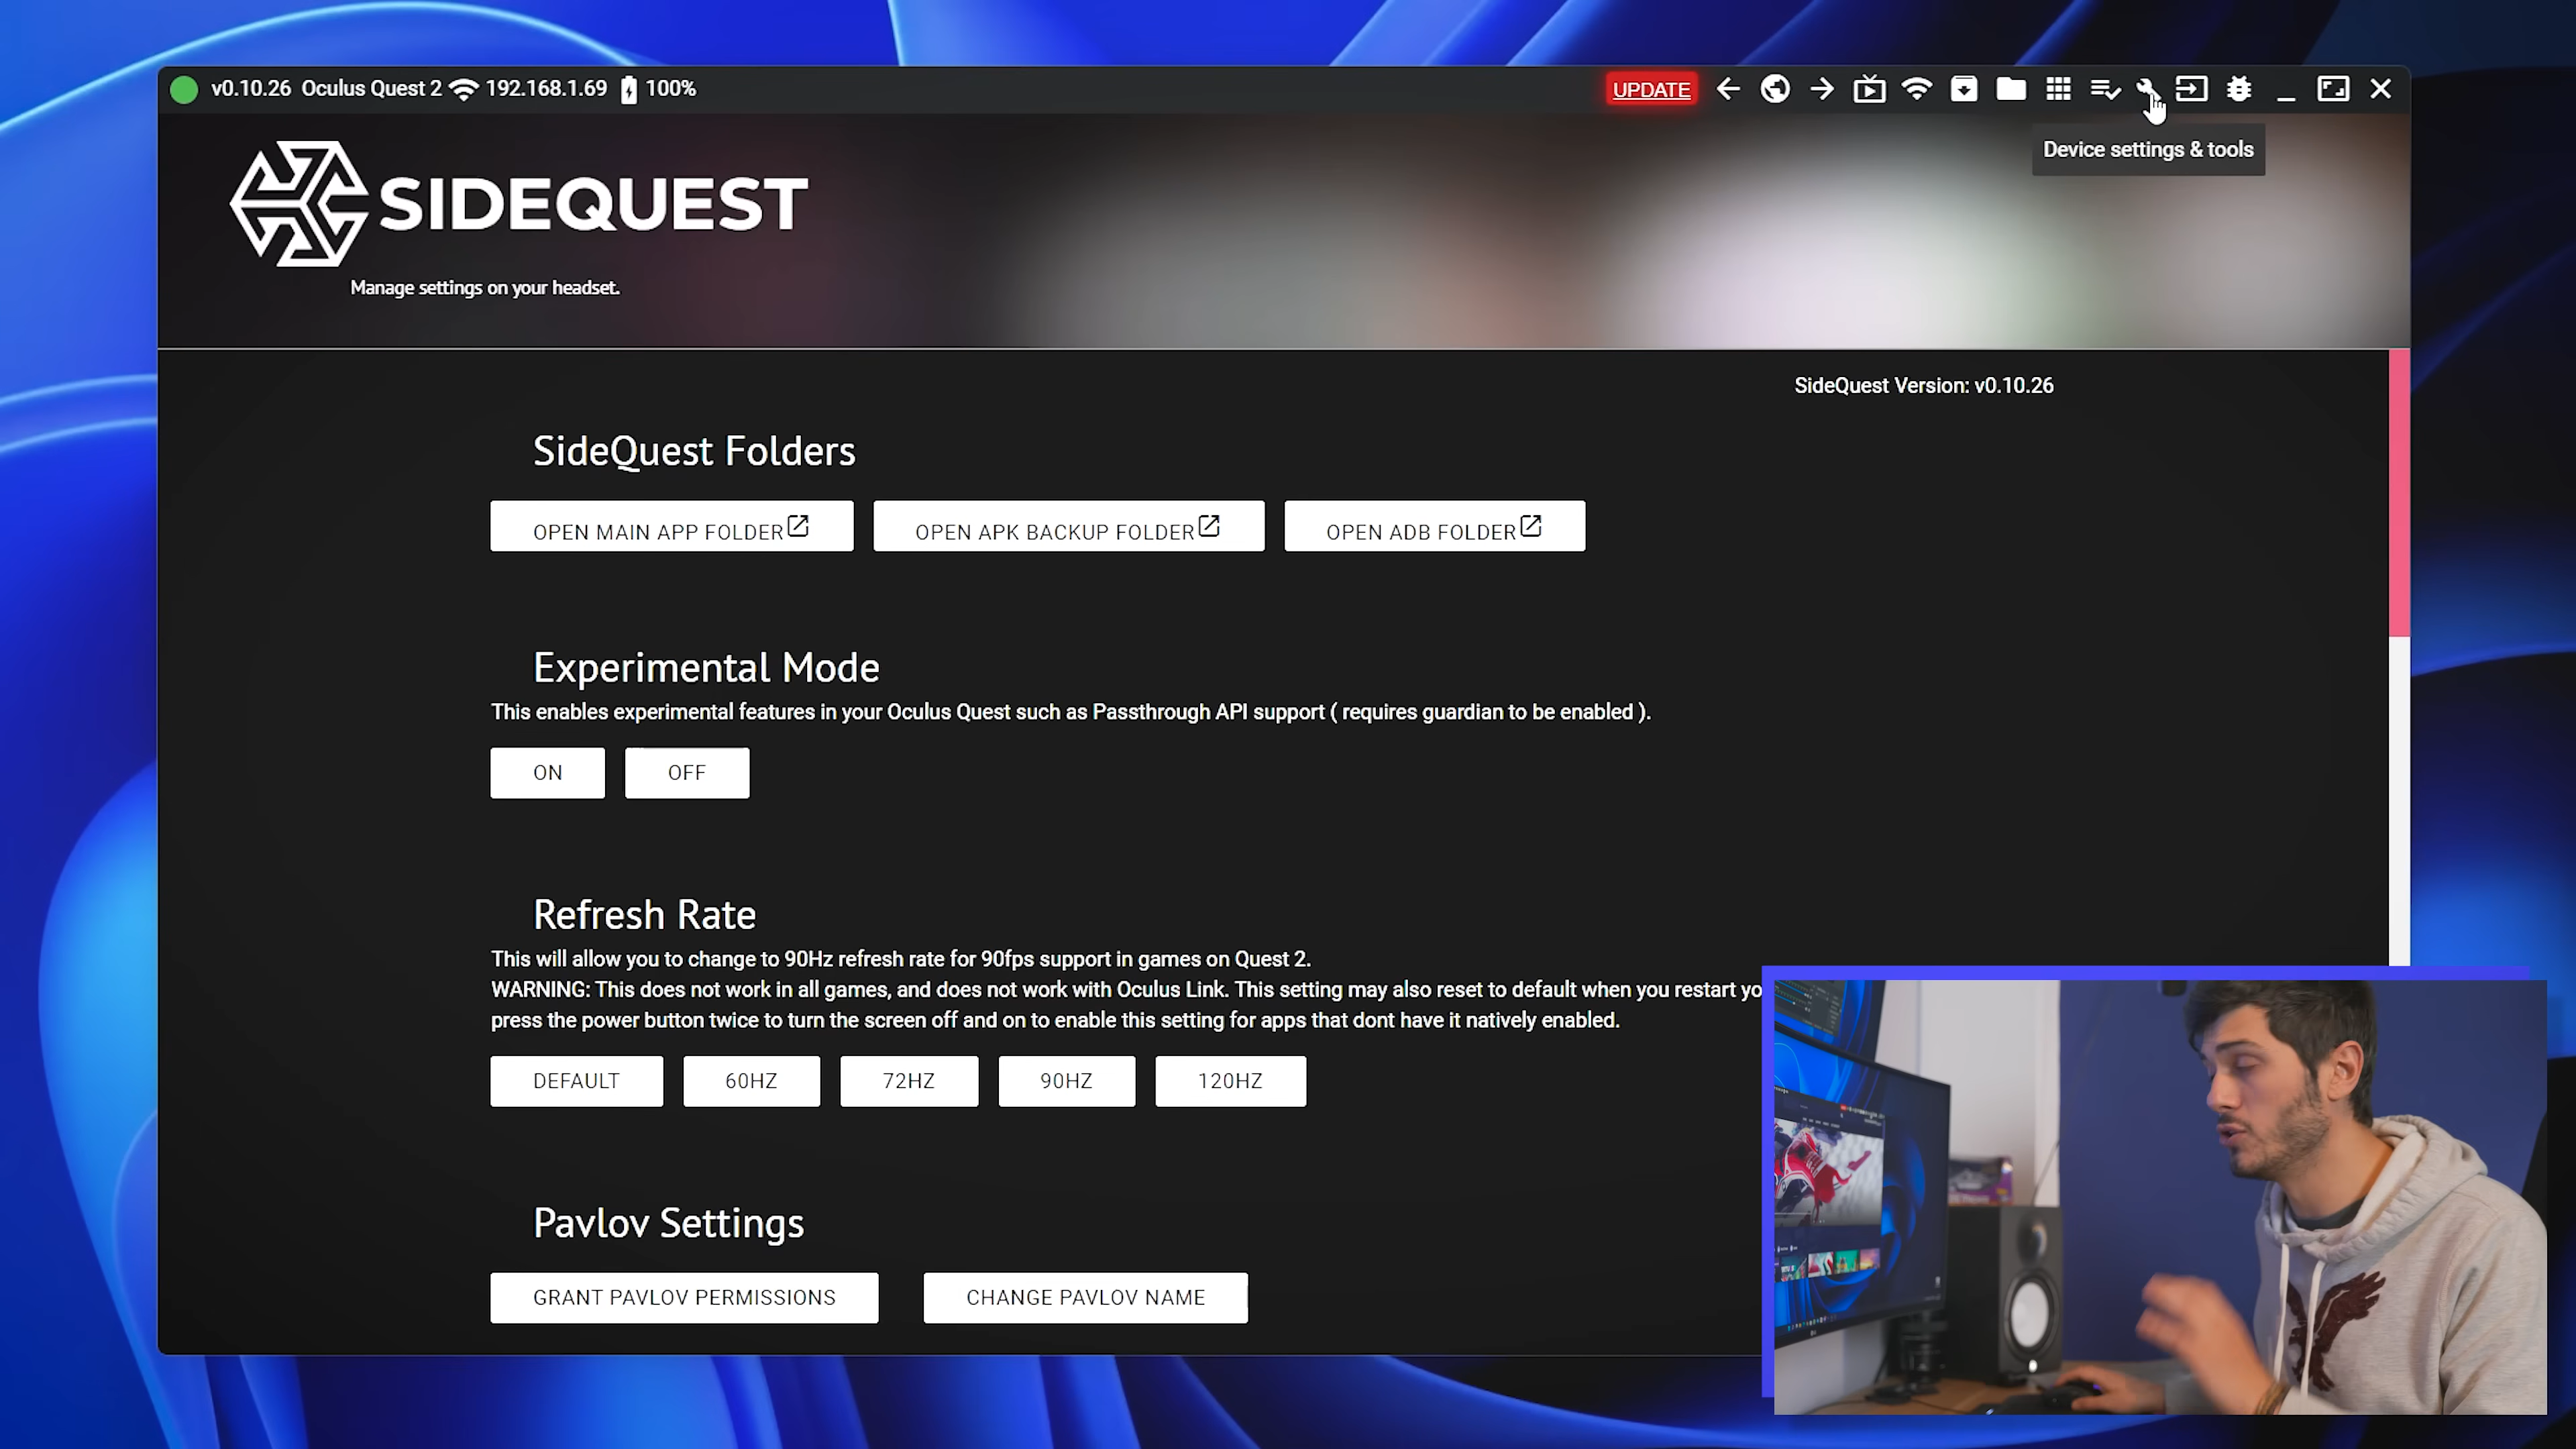 v0.10.26 Oculus Quest 2 192.168.1.69 100%
UPDATE
Device settings & tools
SIDEQUEST
Manage settings on your headset.
SideQuest Version: v0.10.26
SideQuest Folders
OPEN MAIN APP FOLDER
OPEN APK BACKUP FOLDER
OPEN ADB FOLDER
Experimental Mode
This enables experimental features in your Oculus Quest such as Passthrough API support ( requires guardian to be enabled ).
ON
OFF
Refresh Rate
This will allow you to change to 90Hz refresh rate for 90fps support in games on Quest 2.
WARNING: This does not work in all games, and does not work with Oculus Link. This setting may also reset to default when you restart yo
press the power button twice to turn the screen off and on to enable this setting for apps that dont have it natively enabled.
DEFAULT
60HZ
72HZ
90HZ
120HZ
Pavlov Settings
GRANT PAVLOV PERMISSIONS
CHANGE PAVLOV NAME